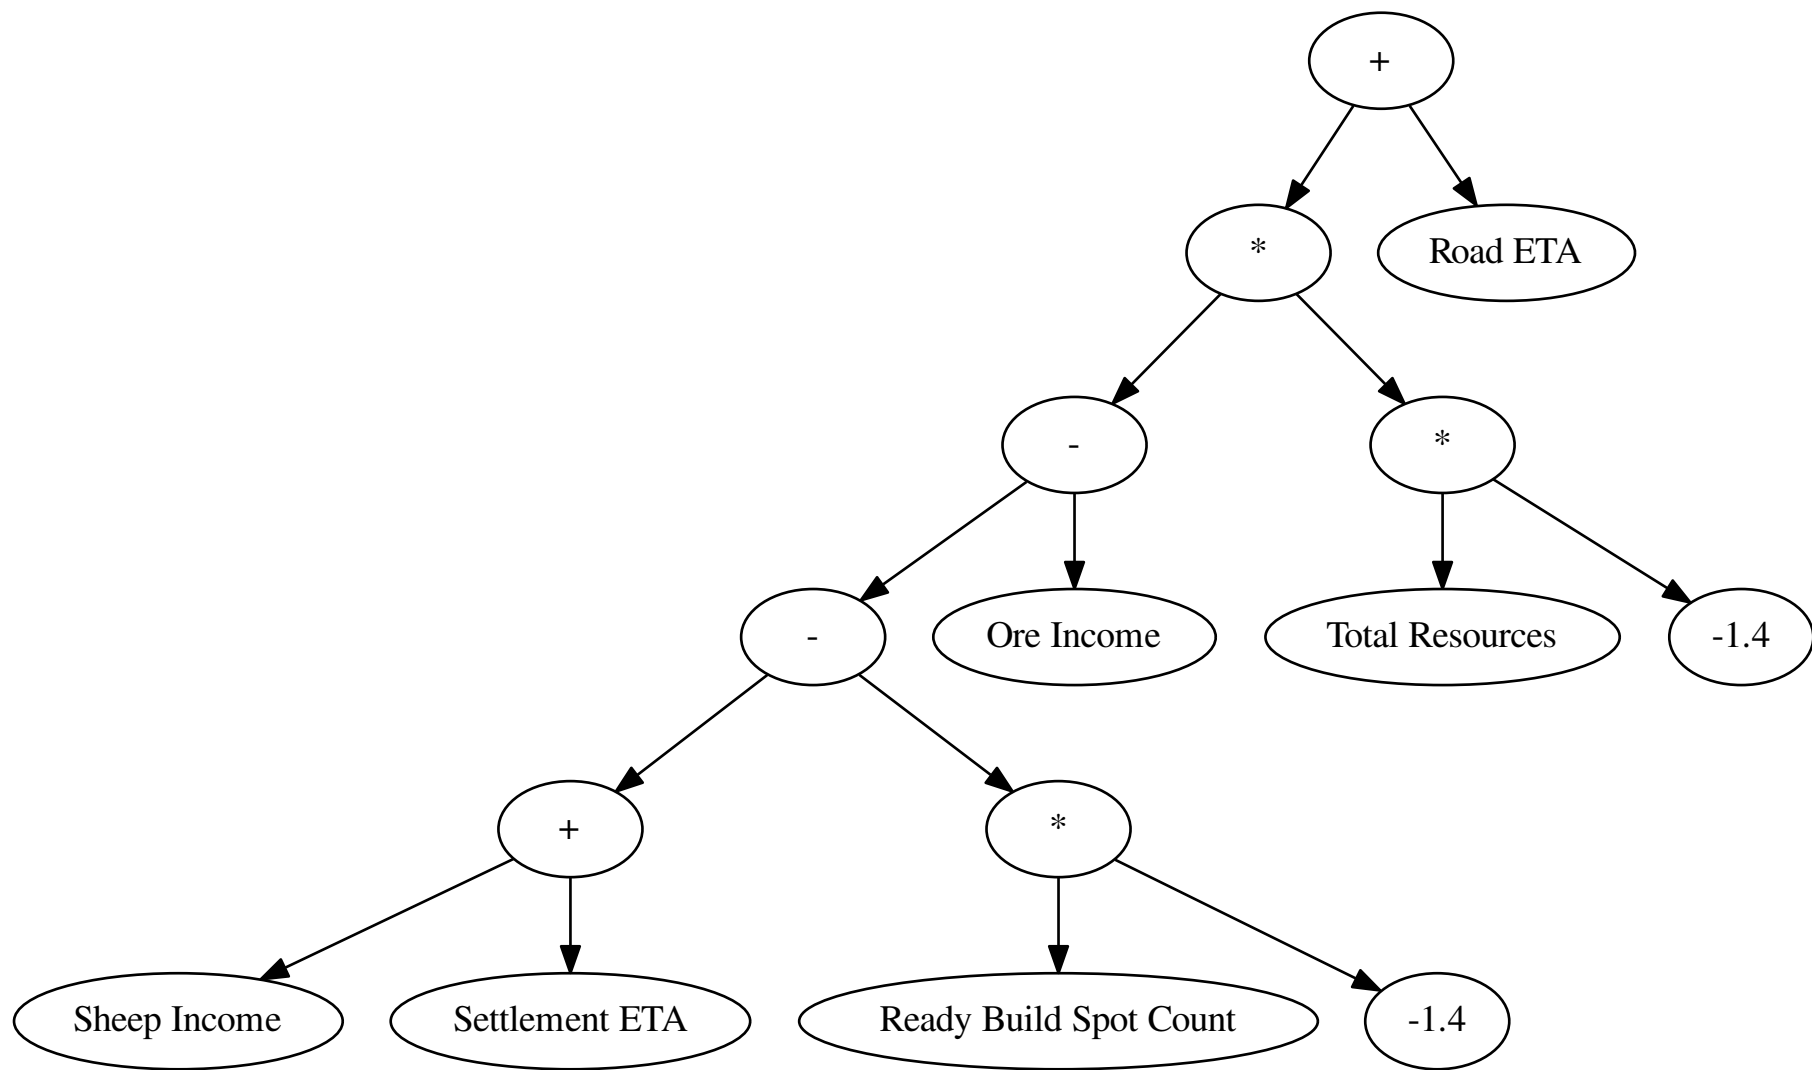 +
*
Road ETA
-
*
-
Ore Income
Total Resources
-1.4
+
*
Sheep Income
Settlement ETA
Ready Build Spot Count
-1.4